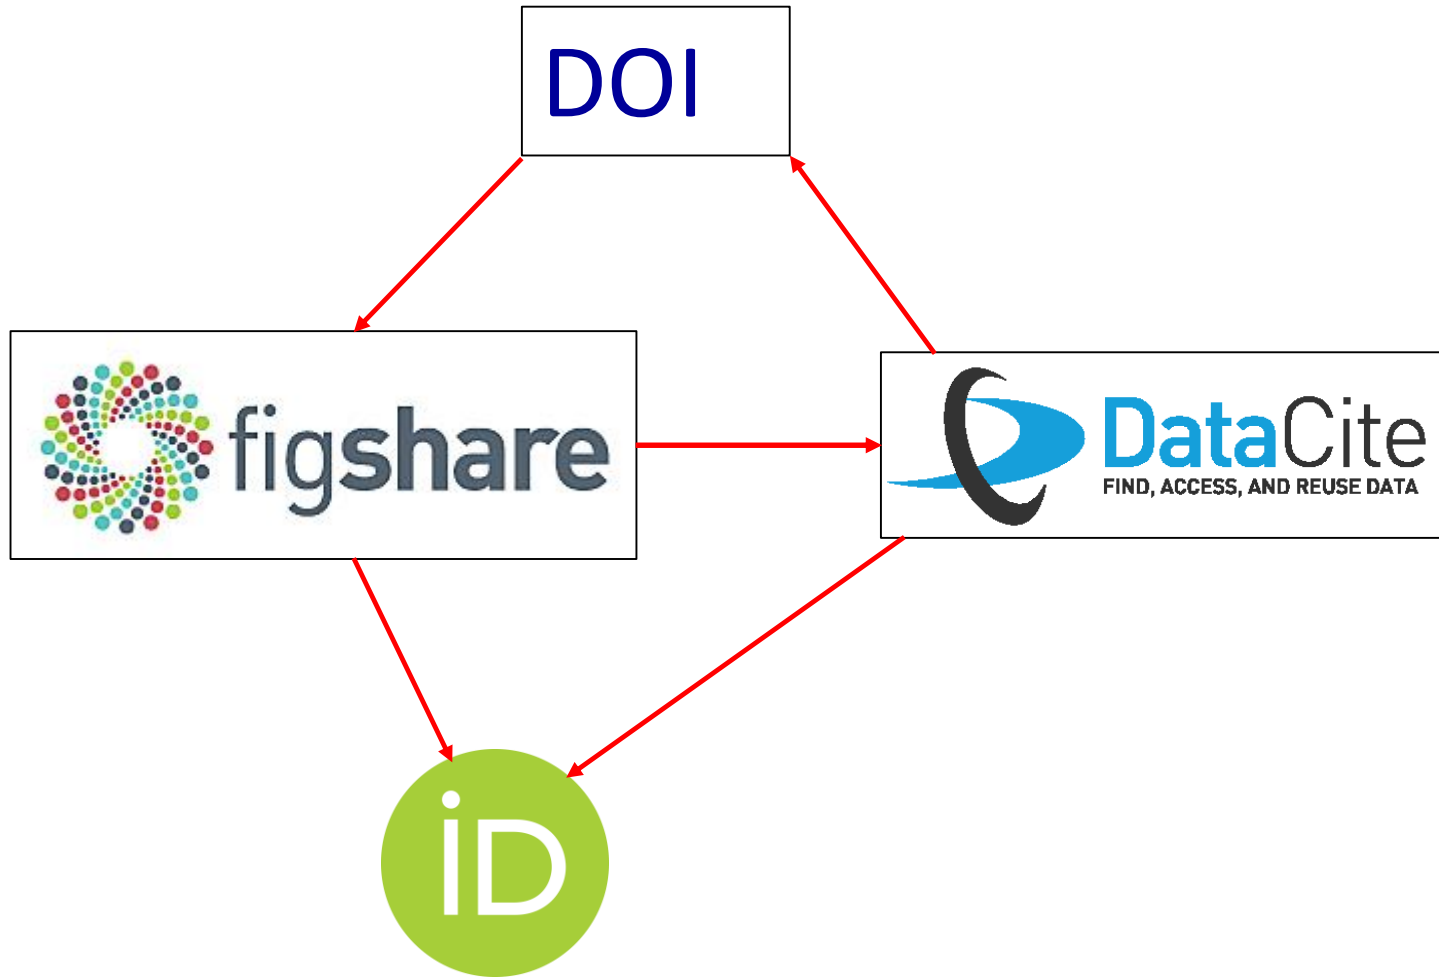 DOI
figshare
DataCite
FIND, ACCESS, AND REUSE DATA
iD